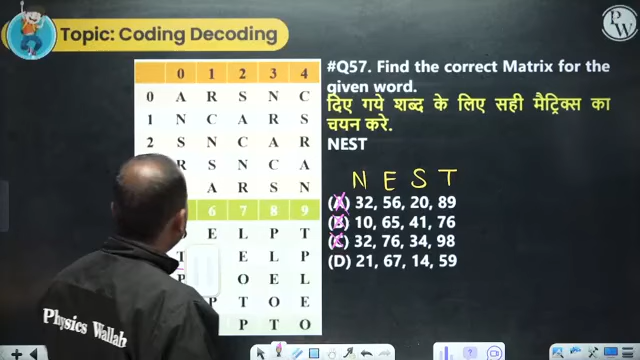 Topic: Coding Decoding
0 1 2 3 4
0 A R S N C
1 N C A R S
2 S N C A R
R S N C A
A R S N
6 7 8 9
E L P T
T E L P
P O E L
P T O E
P T O
#Q57. Find the correct Matrix for the
given word.
दिए गये शब्द के लिए सही मैट्रिक्स का
चयन करे.
NEST
N E S T
(A) 32, 56, 20, 89
(B) 10, 65, 41, 76
(C) 32, 76, 34, 98
(D) 21, 67, 14, 59
Physics Wallah